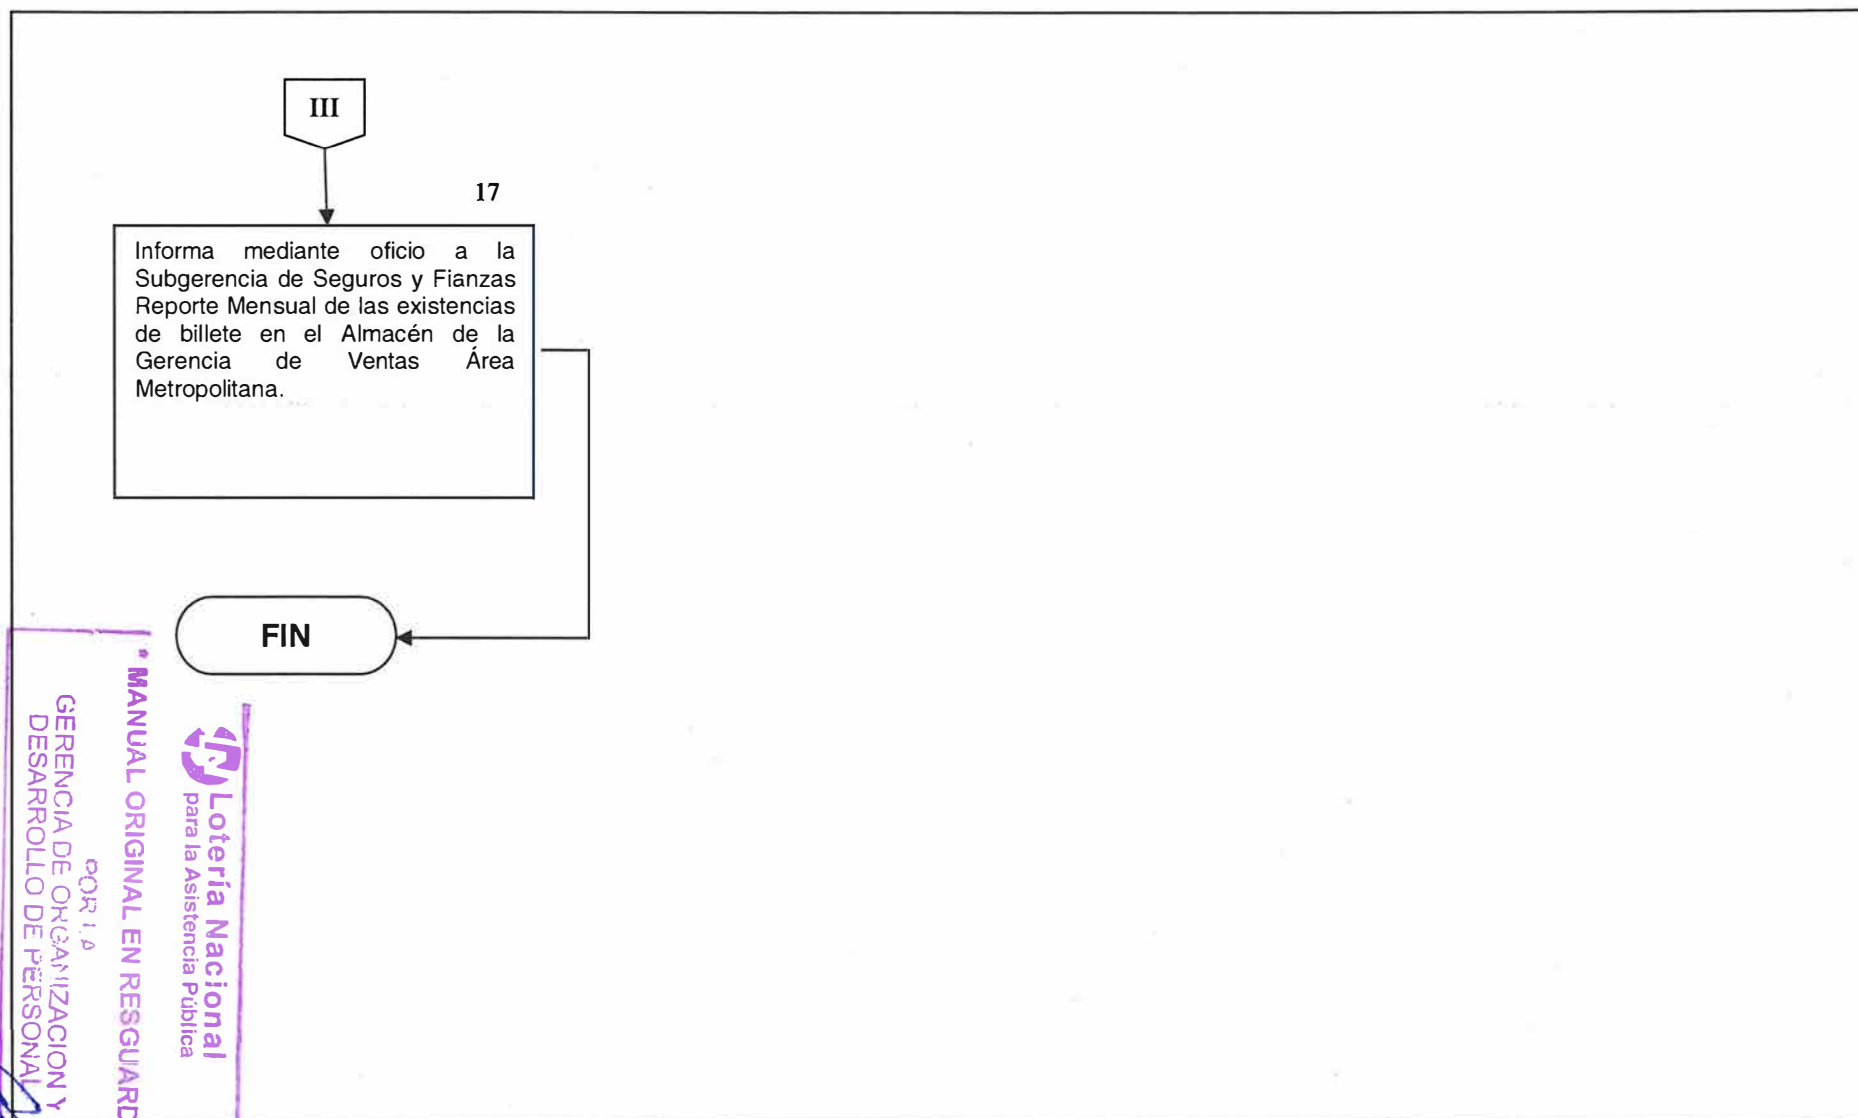 III
17
Informa mediante oficio a la
Subgerencia de Seguros y Fianzas
Reporte Mensual de las existencias
de billete en el Almacén de la
Gerencia de Ventas Área
Metropolitana.
FIN
Lotería Nacional
para la Asistencia Pública
* MANUAL ORIGINAL EN RESGUARD
POR LA
GERENCIA DE ORGANIZACION Y
DESARROLLO DE PERSONAL